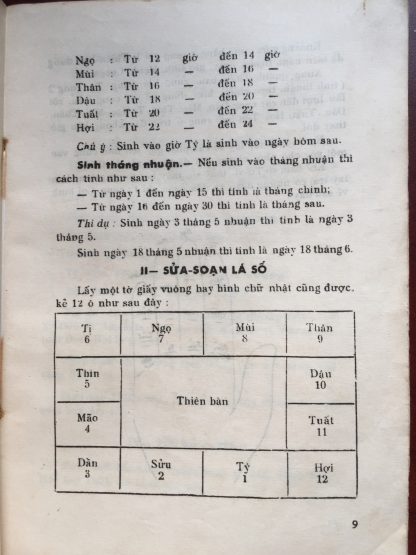 Ngọ : Từ 12 giờ đến 14 giờ
Mùi : Từ 14 — đến 16 —
Thân : Từ 16 — đến 18 —
Dậu : Từ 18 — đến 20 —
Tuất : Từ 20 — đến 22 —
Hợi : Từ 22 — đến 24 —
Chú ý : Sinh vào giờ Tý là sinh vào ngày hôm sau.
Sinh tháng nhuận.— Nếu sinh vào tháng nhuận thì
cách tính như sau :
— Từ ngày 1 đến ngày 15 thì tính là tháng chính;
— Từ ngày 16 đến ngày 30 thì tính là tháng sau.
Thí dụ : Sinh ngày 3 tháng 5 nhuận thì tính là ngày 3
tháng 5.
Sinh ngày 18 tháng 5 nhuận thì tính là ngày 18 tháng 6.
II— SỬA-SOẠN LÁ SỐ
Lấy một tờ giấy vuông hay hình chữ nhật cũng được,
kẻ 12 ô như sau đây :
Tị Ngọ Mùi Thân
6 7 8 9
Thìn Dậu
5 10
Thiên bàn
Mão Tuất
4 11
Dần Sửu Tý Hợi
3 2 1 12
9